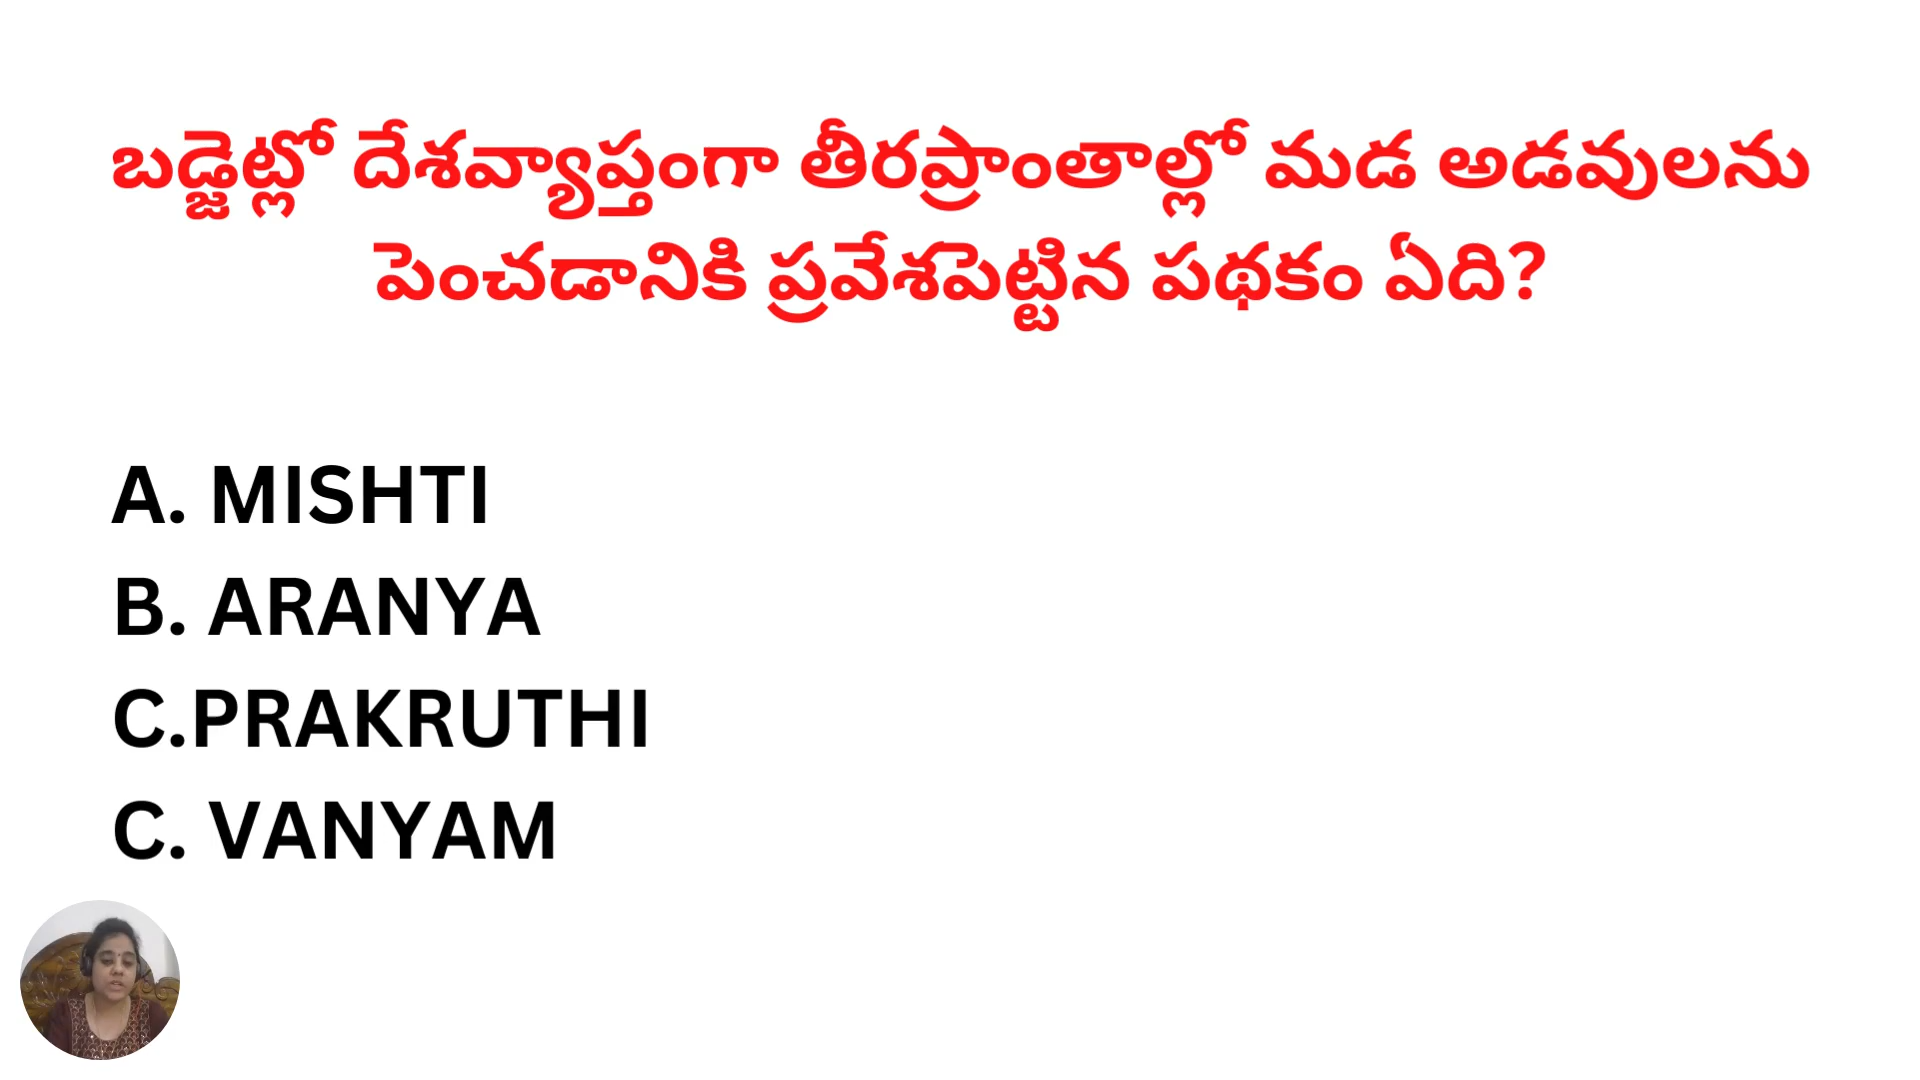 బడ్జెట్లో దేశవ్యాప్తంగా తీరప్రాంతాల్లో మడ అడవులను
పెంచడానికి ప్రవేశపెట్టిన పథకం ఏది?
A. MISHTI
B. ARANYA
C.PRAKRUTHI
C. VANYAM